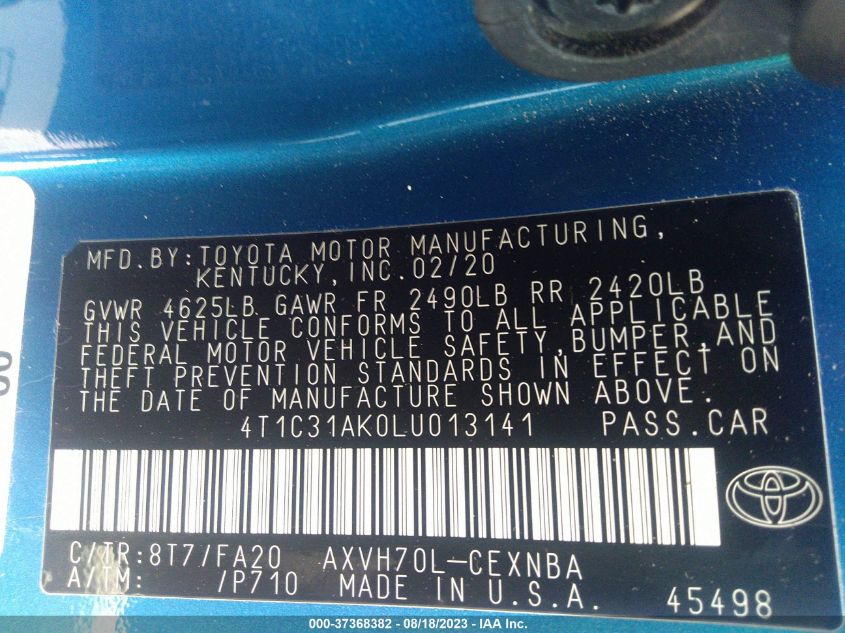 MFD.BY:TOYOTA MOTOR MANUFACTURING,
KENTUCKY,INC.02/20
GVWR 4625LB GAWR FR 2490LB RR 2420LB
THIS VEHICLE CONFORMS TO ALL APPLICABLE
FEDERAL MOTOR VEHICLE SAFETY,BUMPER,AND
THEFT PREVENTION STANDARDS IN EFFECT ON
THE DATE OF MANUFACTURE SHOWN ABOVE.
4T1C31AK0LU013141 PASS.CAR
C/TR:8T7/FA20 AXVH70L-CEXNBA
A/TM: /P710 MADE IN U.S.A.
45498
000-37368382 - 08/18/2023 - IAA Inc.